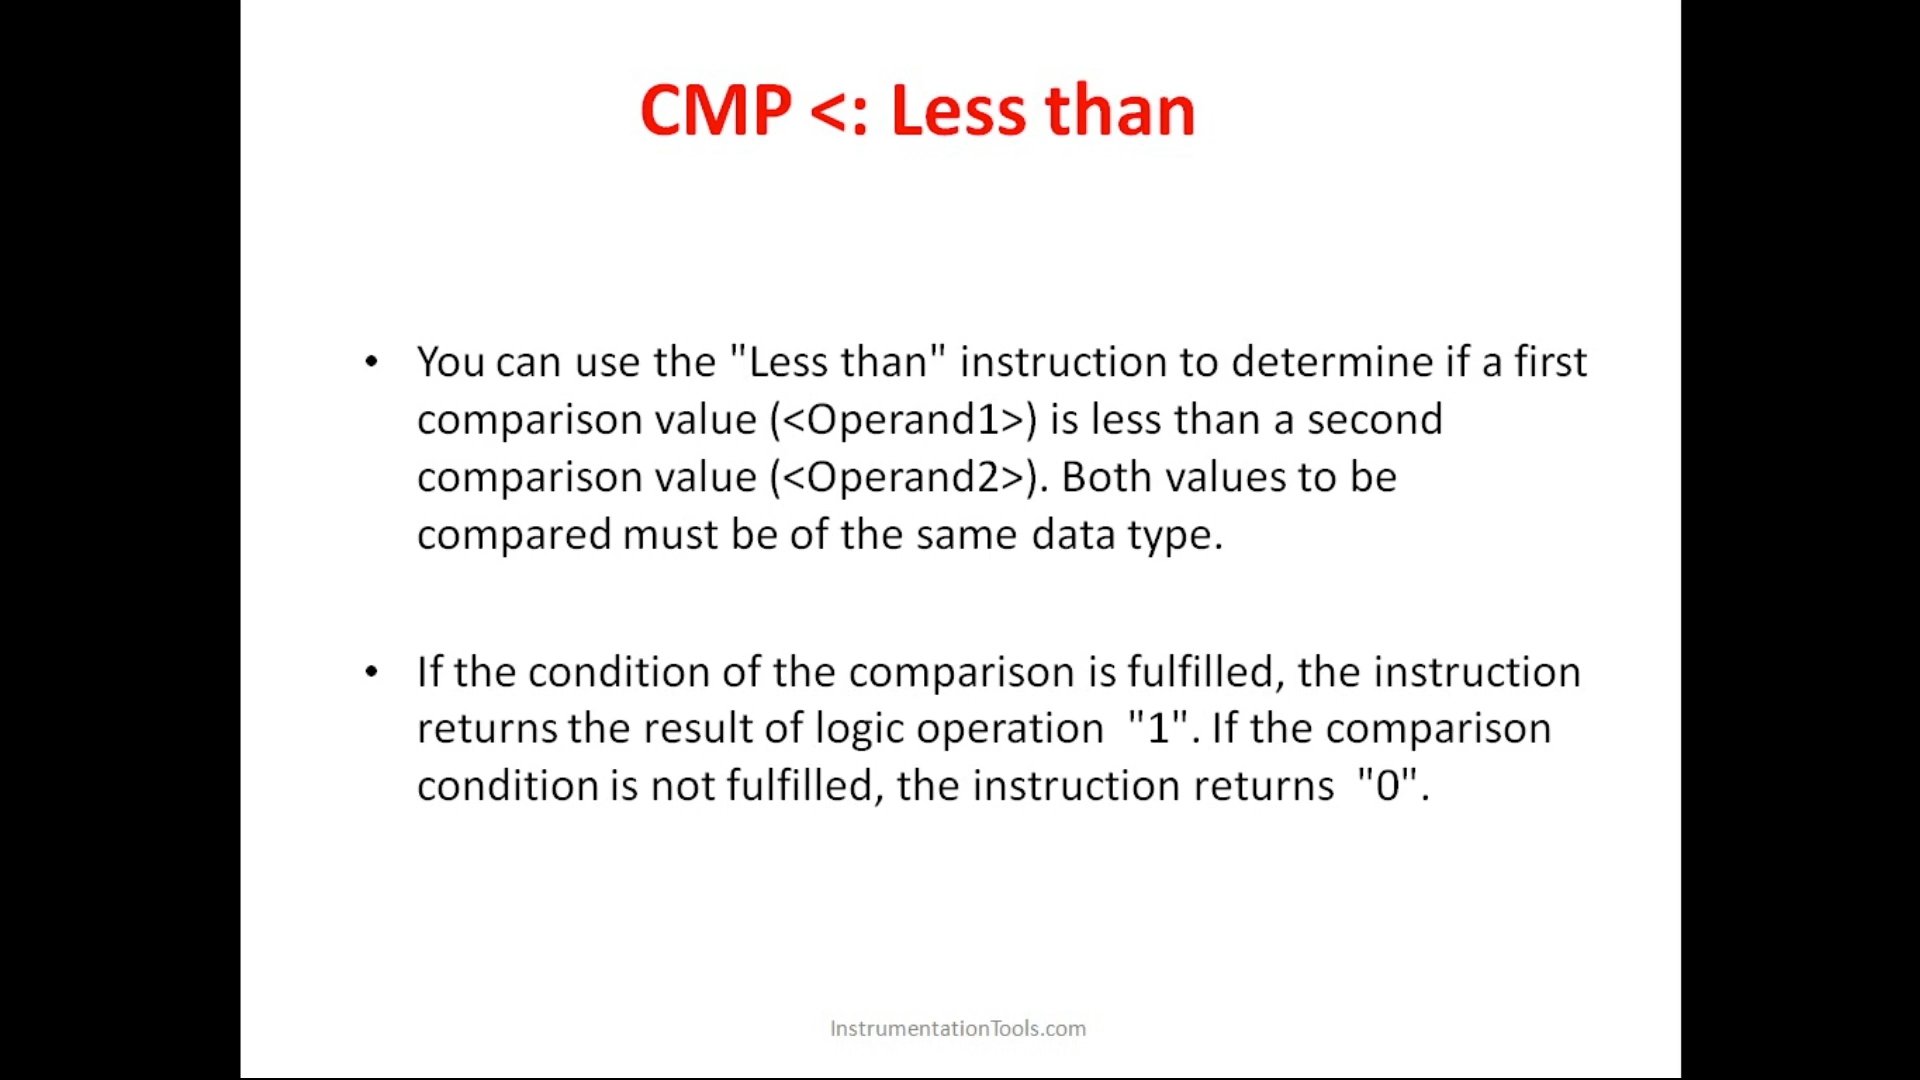 CMP <: Less than
• You can use the "Less than" instruction to determine if a first
comparison value (<Operand1>) is less than a second
comparison value (<Operand2>). Both values to be
compared must be of the same data type.
• If the condition of the comparison is fulfilled, the instruction
returns the result of logic operation "1". If the comparison
condition is not fulfilled, the instruction returns "0".
InstrumentationTools.com